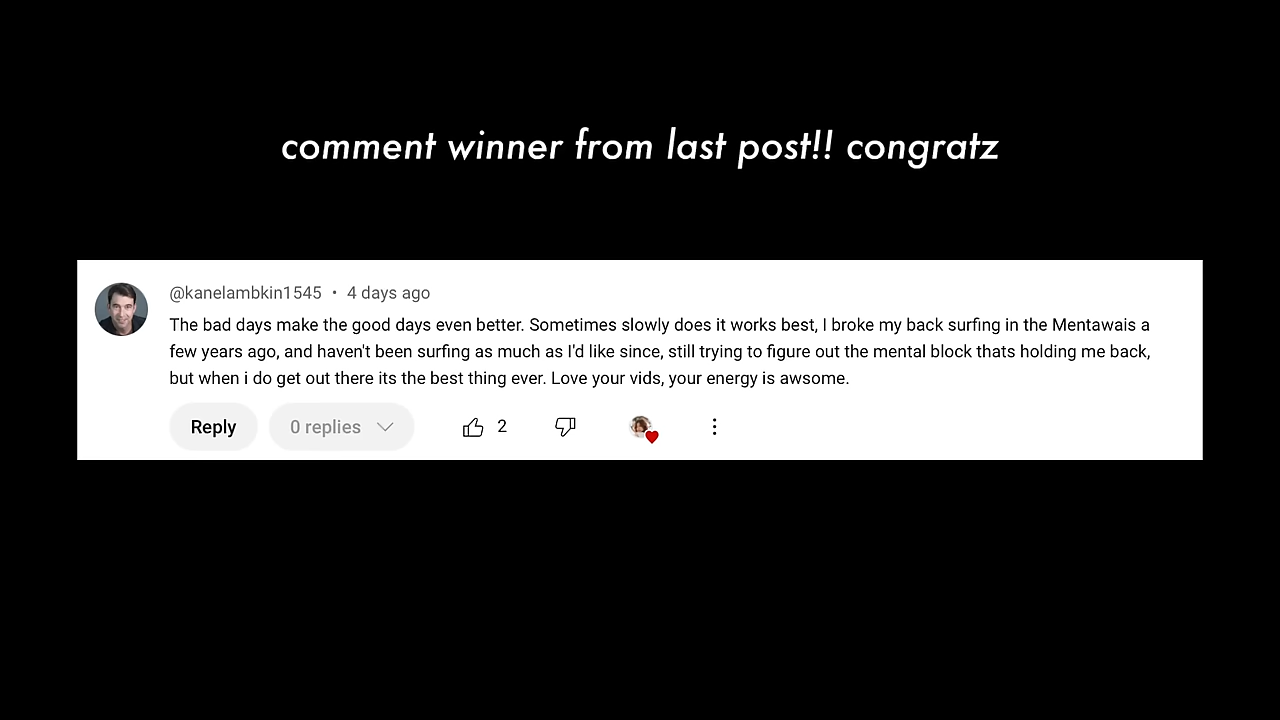 comment winner from last post!! congratz
@kanelambkin1545 • 4 days ago
The bad days make the good days even better. Sometimes slowly does it works best, I broke my back surfing in the Mentawais a
few years ago, and haven't been surfing as much as I'd like since, still trying to figure out the mental block thats holding me back,
but when i do get out there its the best thing ever. Love your vids, your energy is awsome.
Reply 0 replies 2